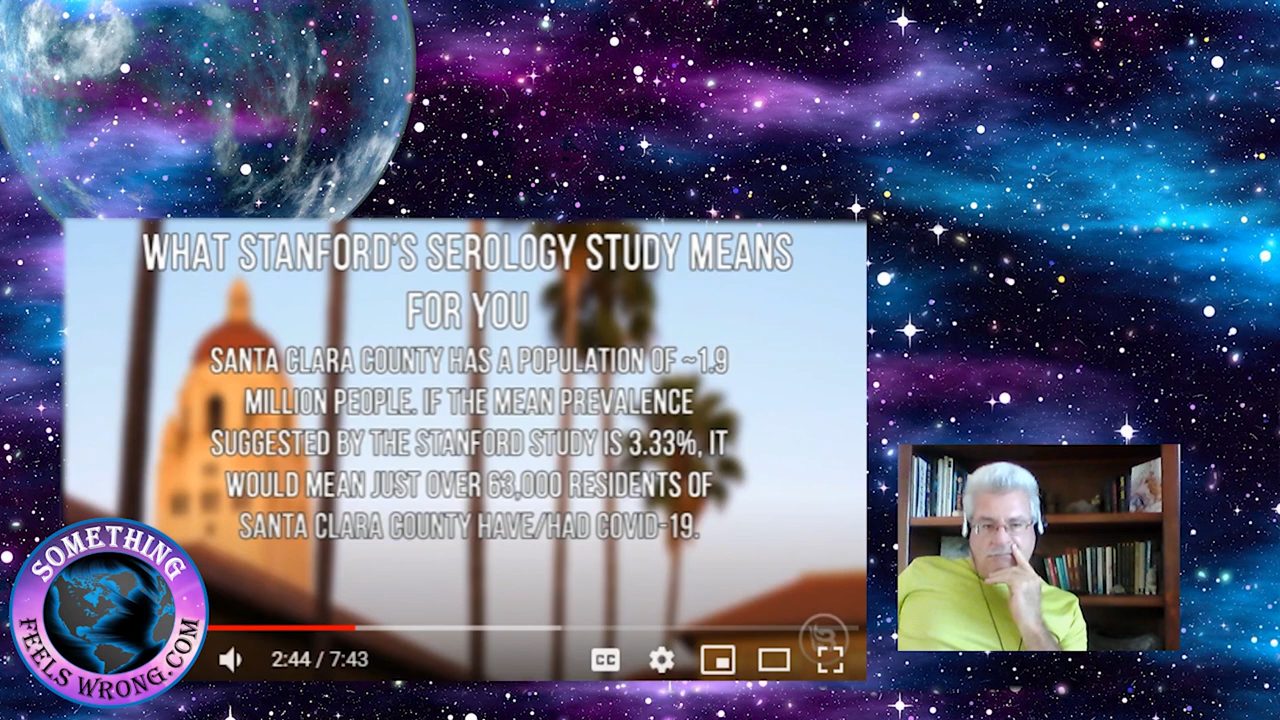 WHAT STANFORD'S SEROLOGY STUDY MEANS
FOR YOU
SANTA CLARA COUNTY HAS A POPULATION OF ~1.9
MILLION PEOPLE. IF THE MEAN PREVALENCE
SUGGESTED BY THE STANFORD STUDY IS 3.33%, IT
WOULD MEAN JUST OVER 63,000 RESIDENTS OF
SANTA CLARA COUNTY HAVE/HAD COVID-19.
SOMETHING
FEELS WRONG.COM
2:44 / 7:43
CC